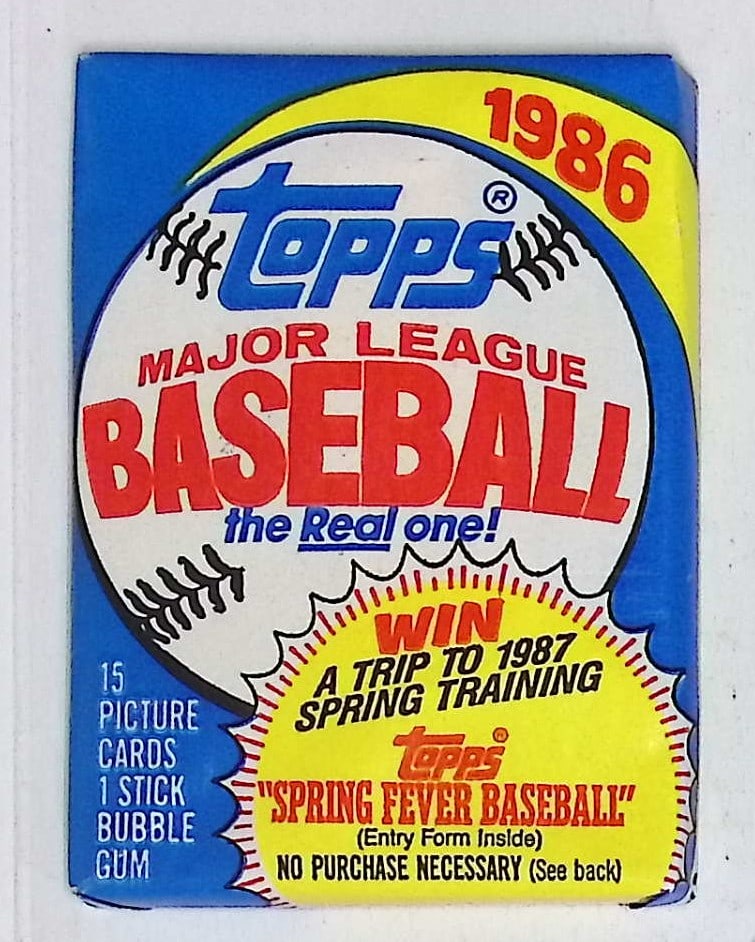 1986
Topps®
MAJOR LEAGUE
BASEBALL
the Real one!
WIN
A TRIP TO 1987
SPRING TRAINING
Topps®
"SPRING FEVER BASEBALL"
(Entry Form Inside)
NO PURCHASE NECESSARY (See back)
15
PICTURE
CARDS
1 STICK
BUBBLE
GUM